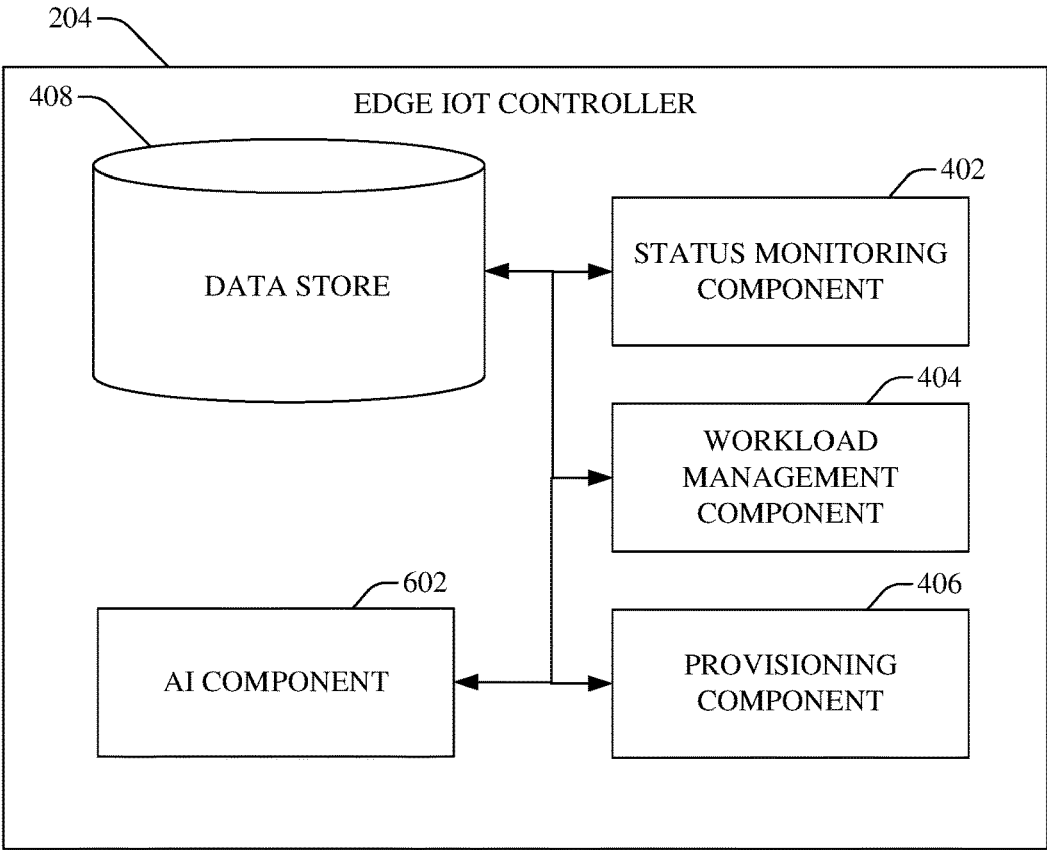 204
EDGE IOT CONTROLLER
408
DATA STORE
402
STATUS MONITORING
COMPONENT
404
WORKLOAD
MANAGEMENT
COMPONENT
602
AI COMPONENT
406
PROVISIONING
COMPONENT